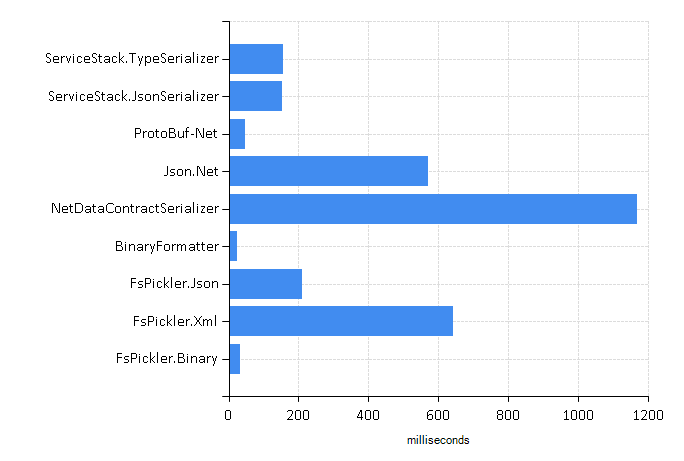 ServiceStack.TypeSerializer
ServiceStack.JsonSerializer
ProtoBuf-Net
Json.Net
NetDataContractSerializer
BinaryFormatter
FsPickler.Json
FsPickler.Xml
FsPickler.Binary
0 200 400 600 800 1000 1200
milliseconds